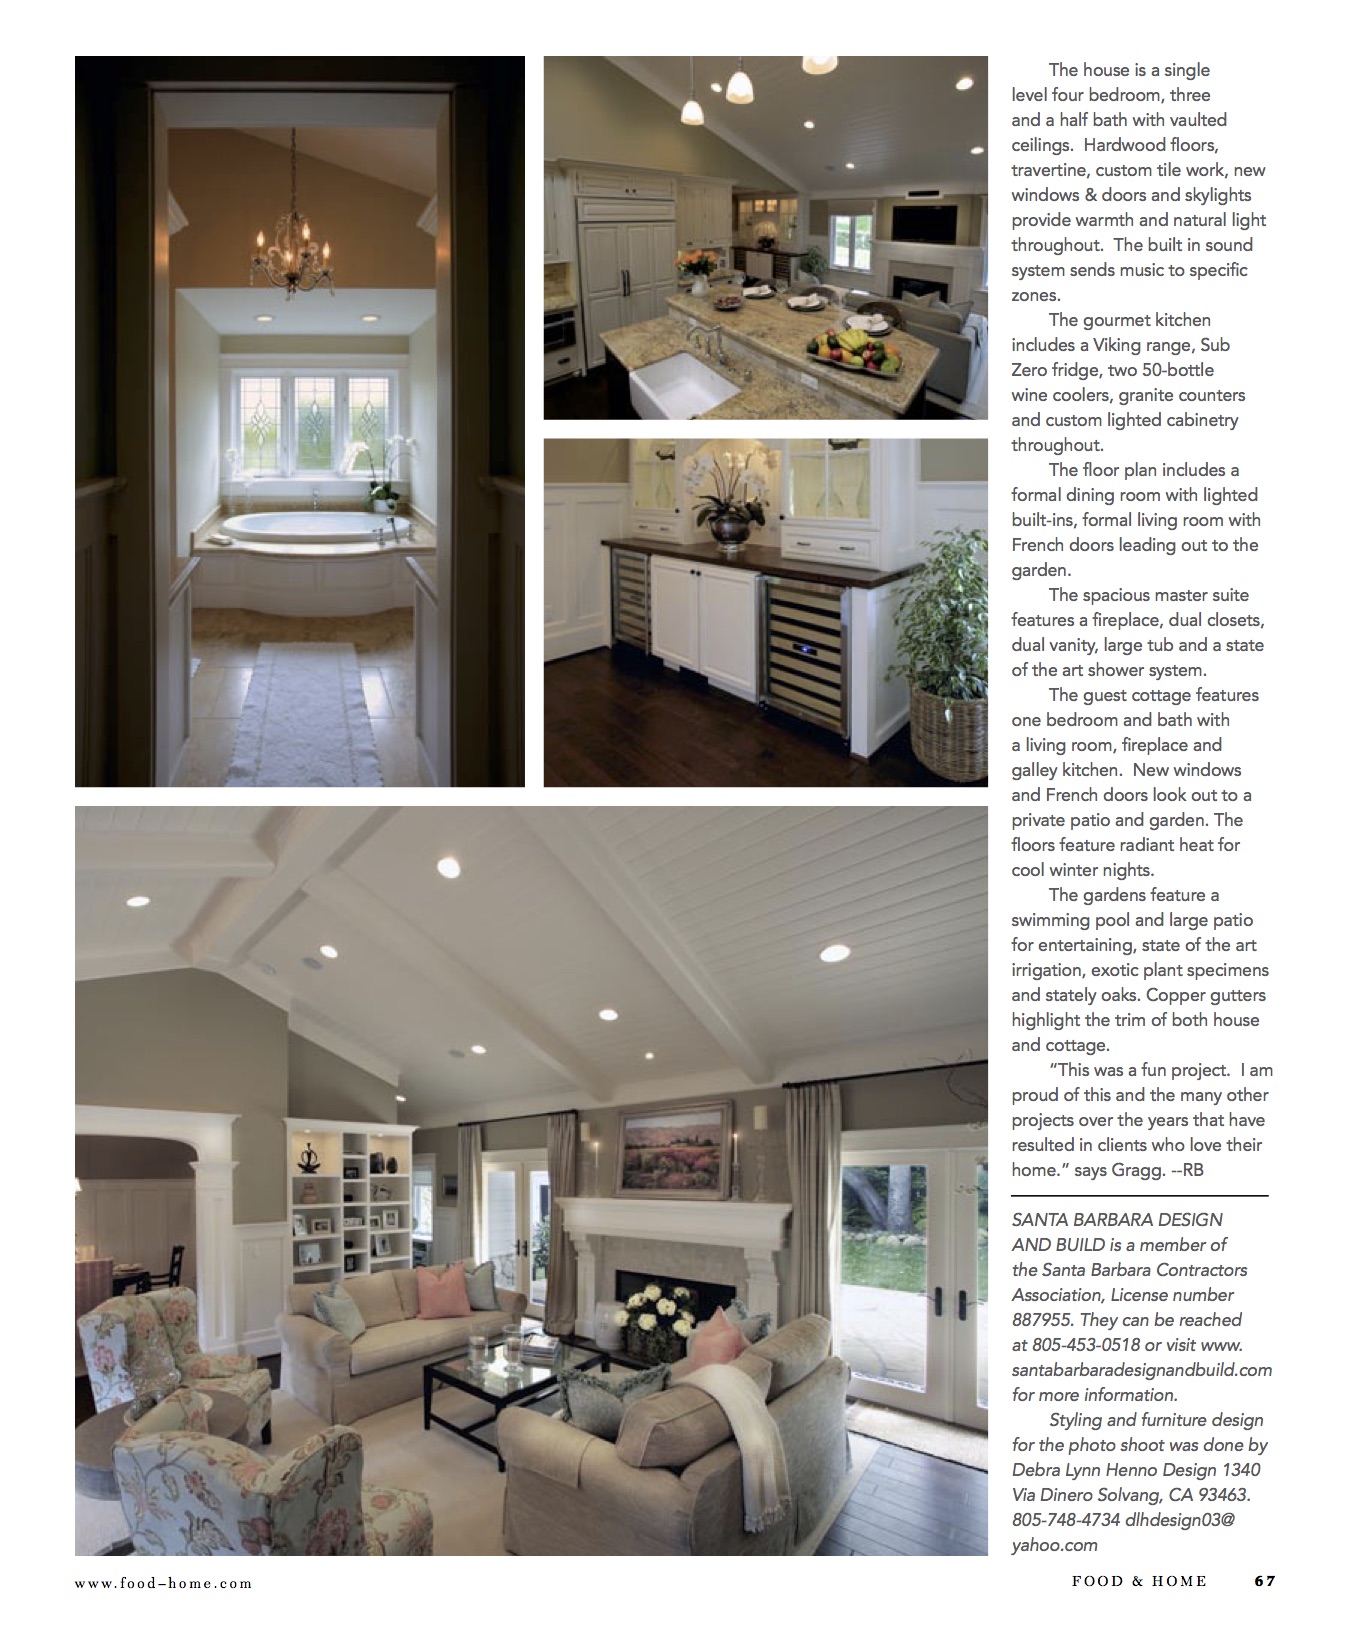 The house is a single
level four bedroom, three
and a half bath with vaulted
ceilings.  Hardwood floors,
travertine, custom tile work, new
windows & doors and skylights
provide warmth and natural light
throughout.  The built in sound
system sends music to specific
zones.
The gourmet kitchen
includes a Viking range, Sub
Zero fridge, two 50-bottle
wine coolers, granite counters
and custom lighted cabinetry
throughout.
The floor plan includes a
formal dining room with lighted
built-ins, formal living room with
French doors leading out to the
garden.
The spacious master suite
features a fireplace, dual closets,
dual vanity, large tub and a state
of the art shower system.
The guest cottage features
one bedroom and bath with
a living room, fireplace and
galley kitchen.  New windows
and French doors look out to a
private patio and garden. The
floors feature radiant heat for
cool winter nights.
The gardens feature a
swimming pool and large patio
for entertaining, state of the art
irrigation, exotic plant specimens
and stately oaks. Copper gutters
highlight the trim of both house
and cottage.
“This was a fun project.  I am
proud of this and the many other
projects over the years that have
resulted in clients who love their
home.” says Gragg. --RB
SANTA BARBARA DESIGN
AND BUILD is a member of
the Santa Barbara Contractors
Association, License number
887955. They can be reached
at 805-453-0518 or visit www.
santabarbaradesignandbuild.com
for more information.
Styling and furniture design
for the photo shoot was done by
Debra Lynn Henno Design 1340
Via Dinero Solvang, CA 93463.
805-748-4734 dlhdesign03@
yahoo.com
www.food-home.com
FOOD & HOME 67